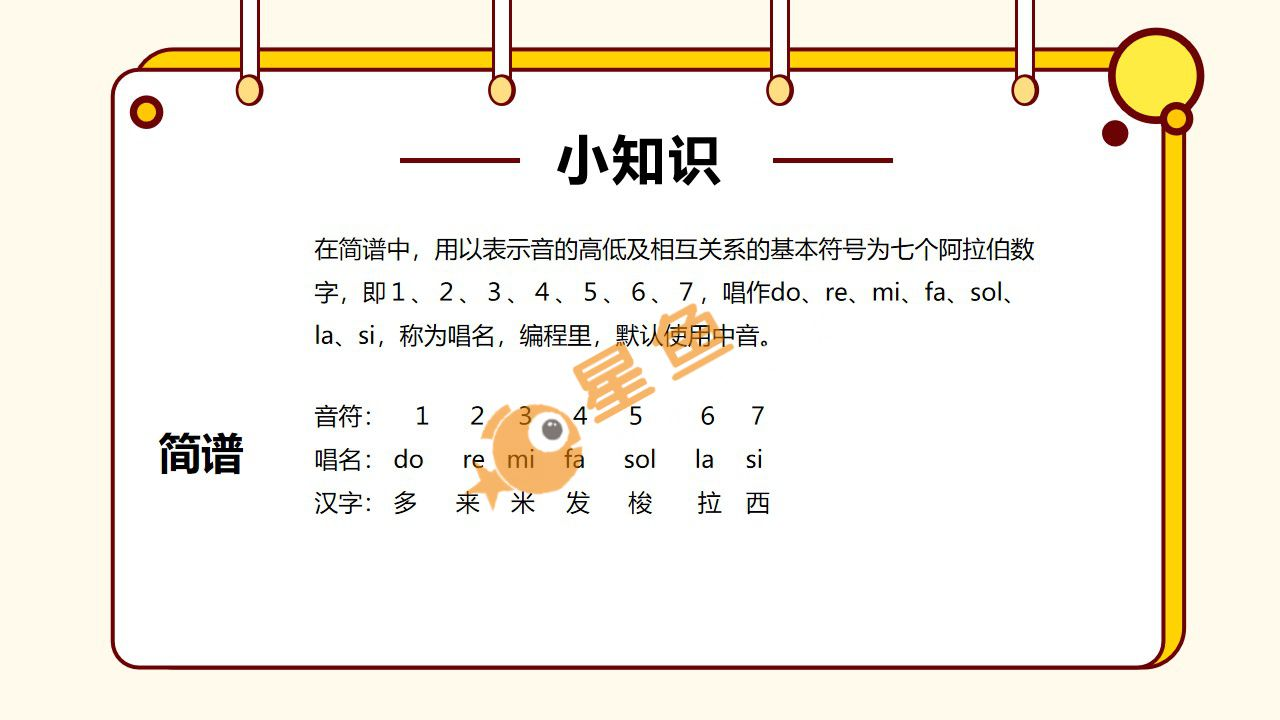 小知识
在简谱中，用以表示音的高低及相互关系的基本符号为七个阿拉伯数
字，即１、２、３、４、５、６、７，唱作do、re、mi、fa、sol、
la、si，称为唱名，编程里，默认使用中音。
简谱
音符： 1 2 3 4 5 6 7
唱名： do re mi fa sol la si
汉字： 多 来 米 发 梭 拉 西
星鱼